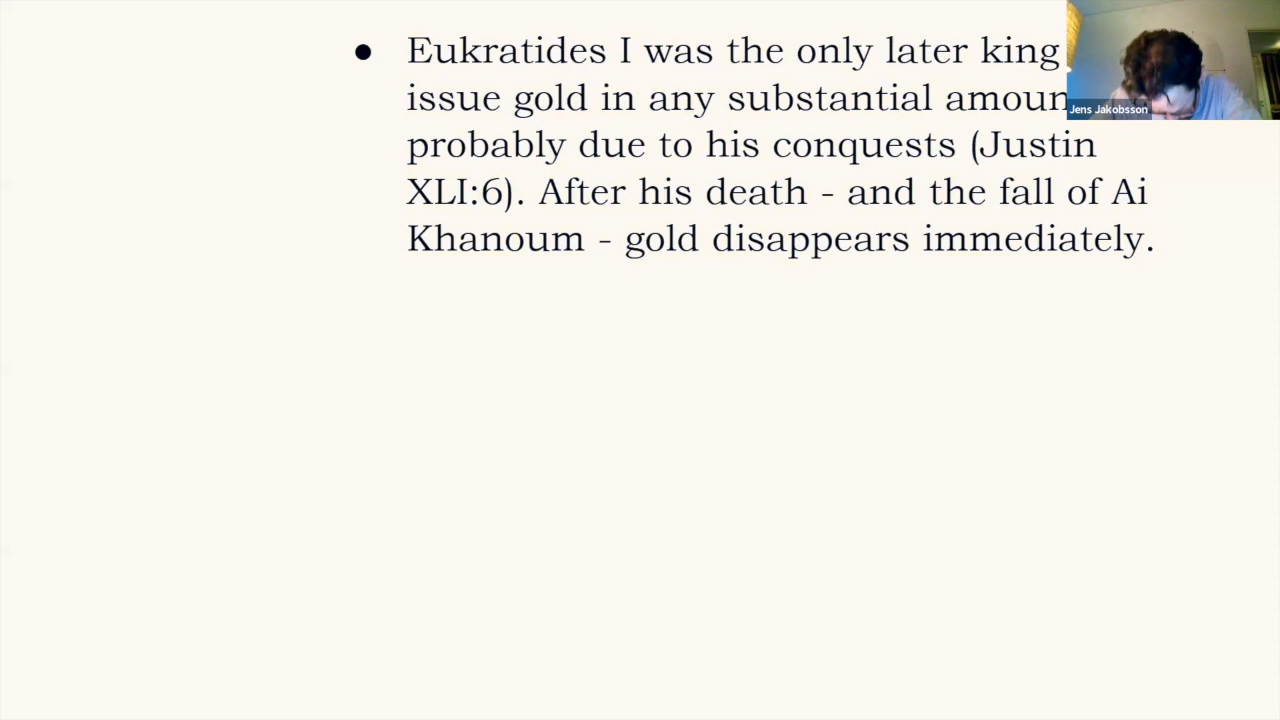 ● Eukratides I was the only later king
issue gold in any substantial amoun
probably due to his conquests (Justin
XLI:6). After his death - and the fall of Ai
Khanoum - gold disappears immediately.
Jens Jakobsson